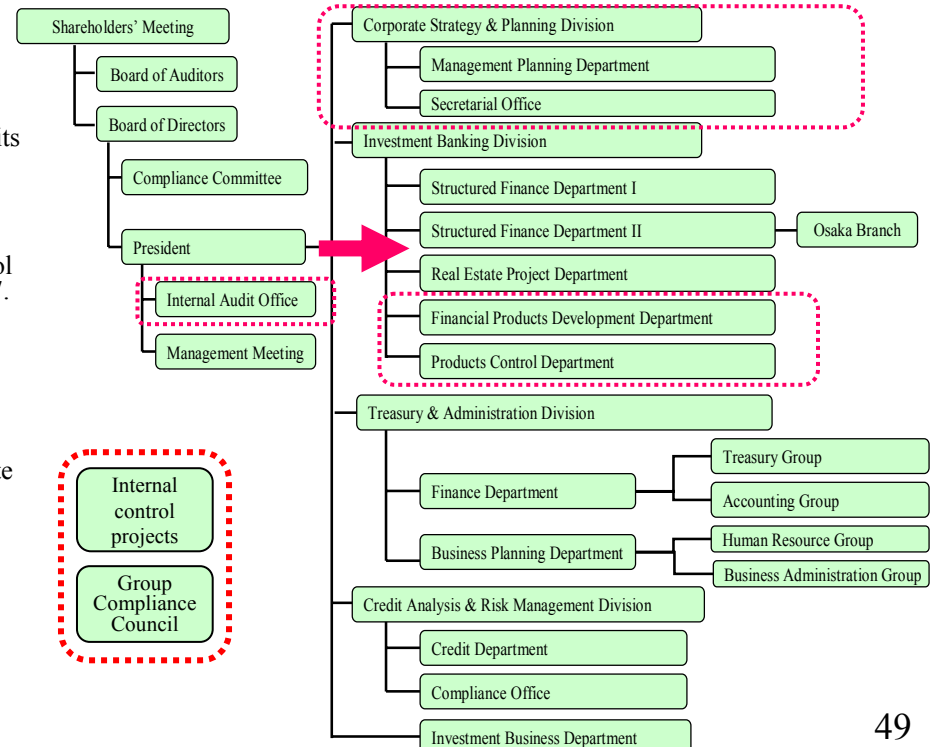 Shareholders' Meeting
Board of Auditors
Board of Directors
Compliance Committee
President
Internal Audit Office
Management Meeting
Internal
control
projects
Group
Compliance
Council
Corporate Strategy & Planning Division
Management Planning Department
Secretarial Office
Investment Banking Division
Structured Finance Department I
Structured Finance Department II
Osaka Branch
Real Estate Project Department
Financial Products Development Department
Products Control Department
Treasury & Administration Division
Finance Department
Treasury Group
Accounting Group
Business Planning Department
Human Resource Group
Business Administration Group
Credit Analysis & Risk Management Division
Credit Department
Compliance Office
Investment Business Department
49